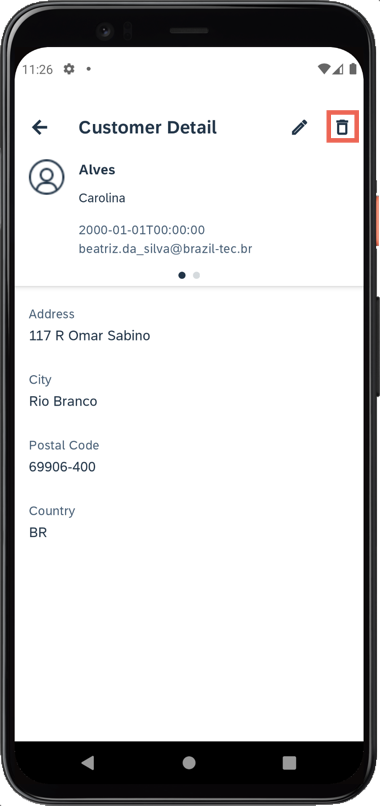 11:26
Customer Detail
Alves
Carolina
2000-01-01T00:00:00
beatriz.da_silva@brazil-tec.br
Address
117 R Omar Sabino
City
Rio Branco
Postal Code
69906-400
Country
BR